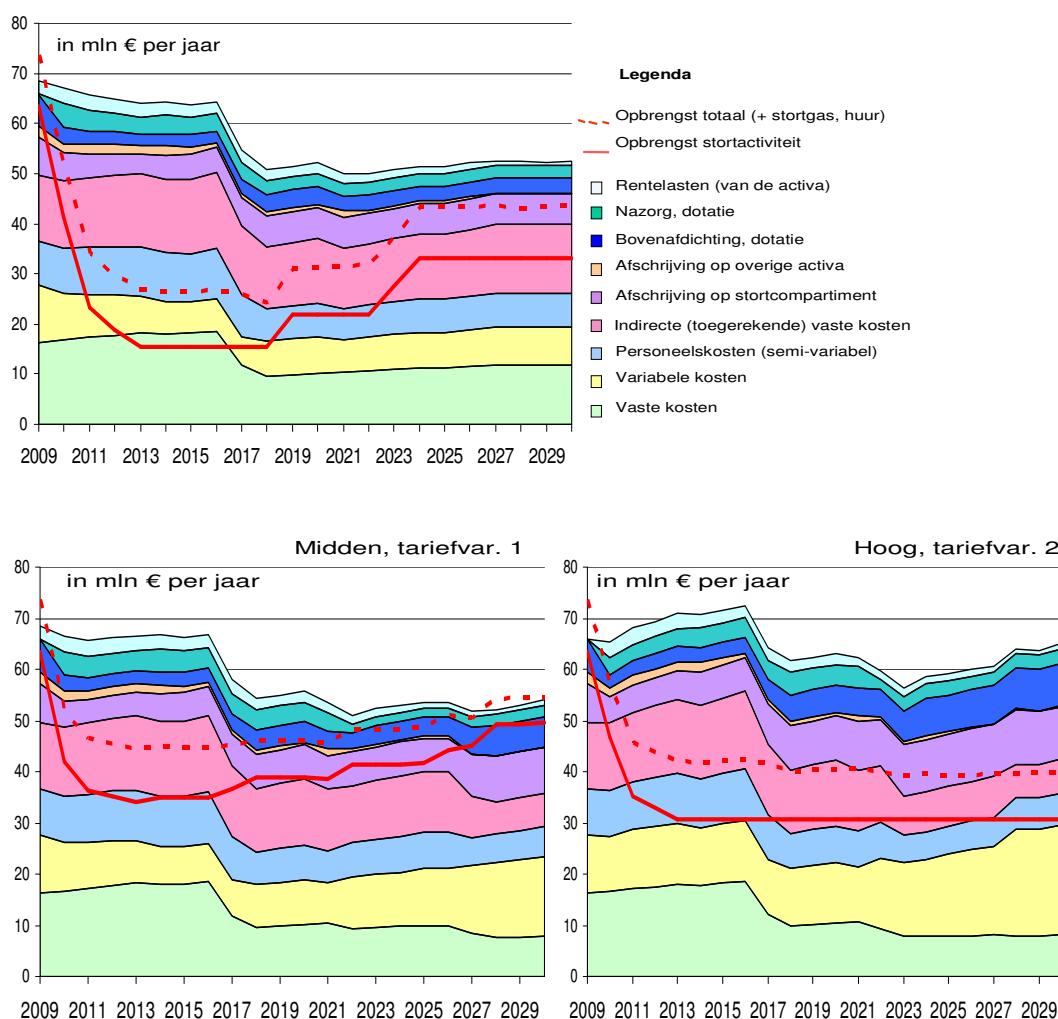 80
70
60
50
40
30
20
10
0
in mln € per jaar
2009 2011 2013 2015 2017 2019 2021 2023 2025 2027 2029
Legenda
Opbrengst totaal (+ stortgas, huur)
Opbrengst stortactiviteit
Rentelasten (van de activa)
Nazorg, dotatie
Bovenafdichting, dotatie
Afschrijving op overige activa
Afschrijving op stortcompartiment
Indirecte (toegerekende) vaste kosten
Personeelskosten (semi-variabel)
Variabele kosten
Vaste kosten
Midden, tariefvar. 1
in mln € per jaar
80
70
60
50
40
30
20
10
0
2009 2011 2013 2015 2017 2019 2021 2023 2025 2027 2029
Hoog, tariefvar. 2
in mln € per jaar
80
70
60
50
40
30
20
10
0
2009 2011 2013 2015 2017 2019 2021 2023 2025 2027 2029